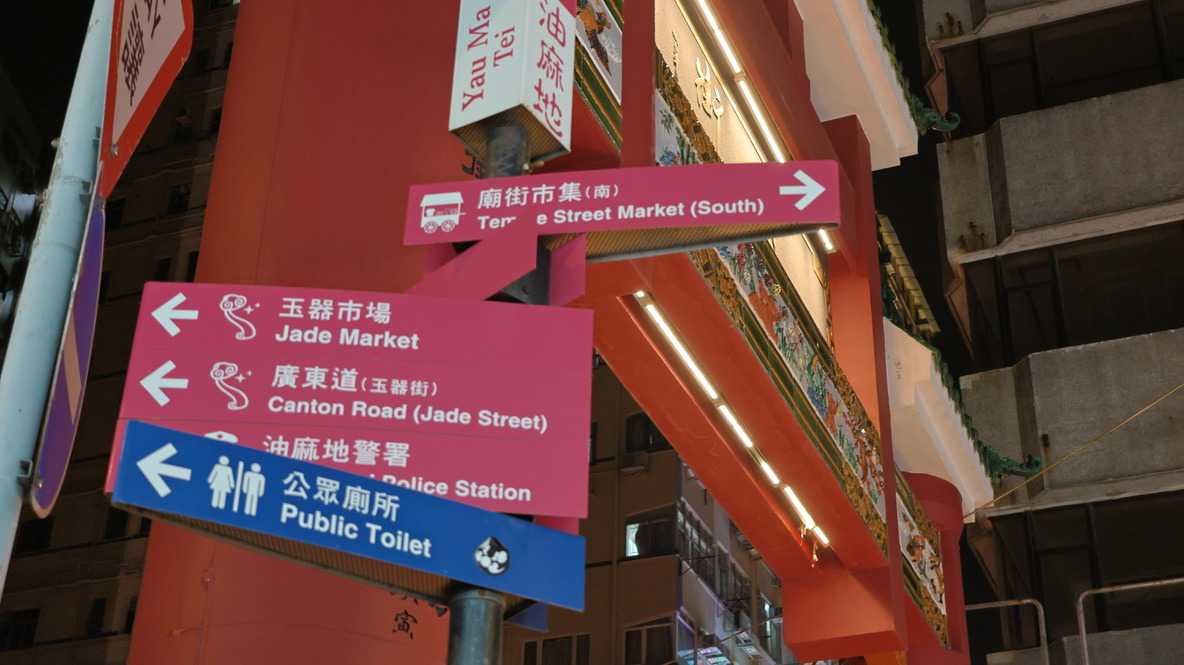 Yau Ma
Tei
油麻地
廟街市集(南)
Street Market (South)
玉器市場
Jade Market
廣東道(玉器街)
Canton Road (Jade Street)
油麻地警署
Police Station
公眾廁所
Public Toilet
寅